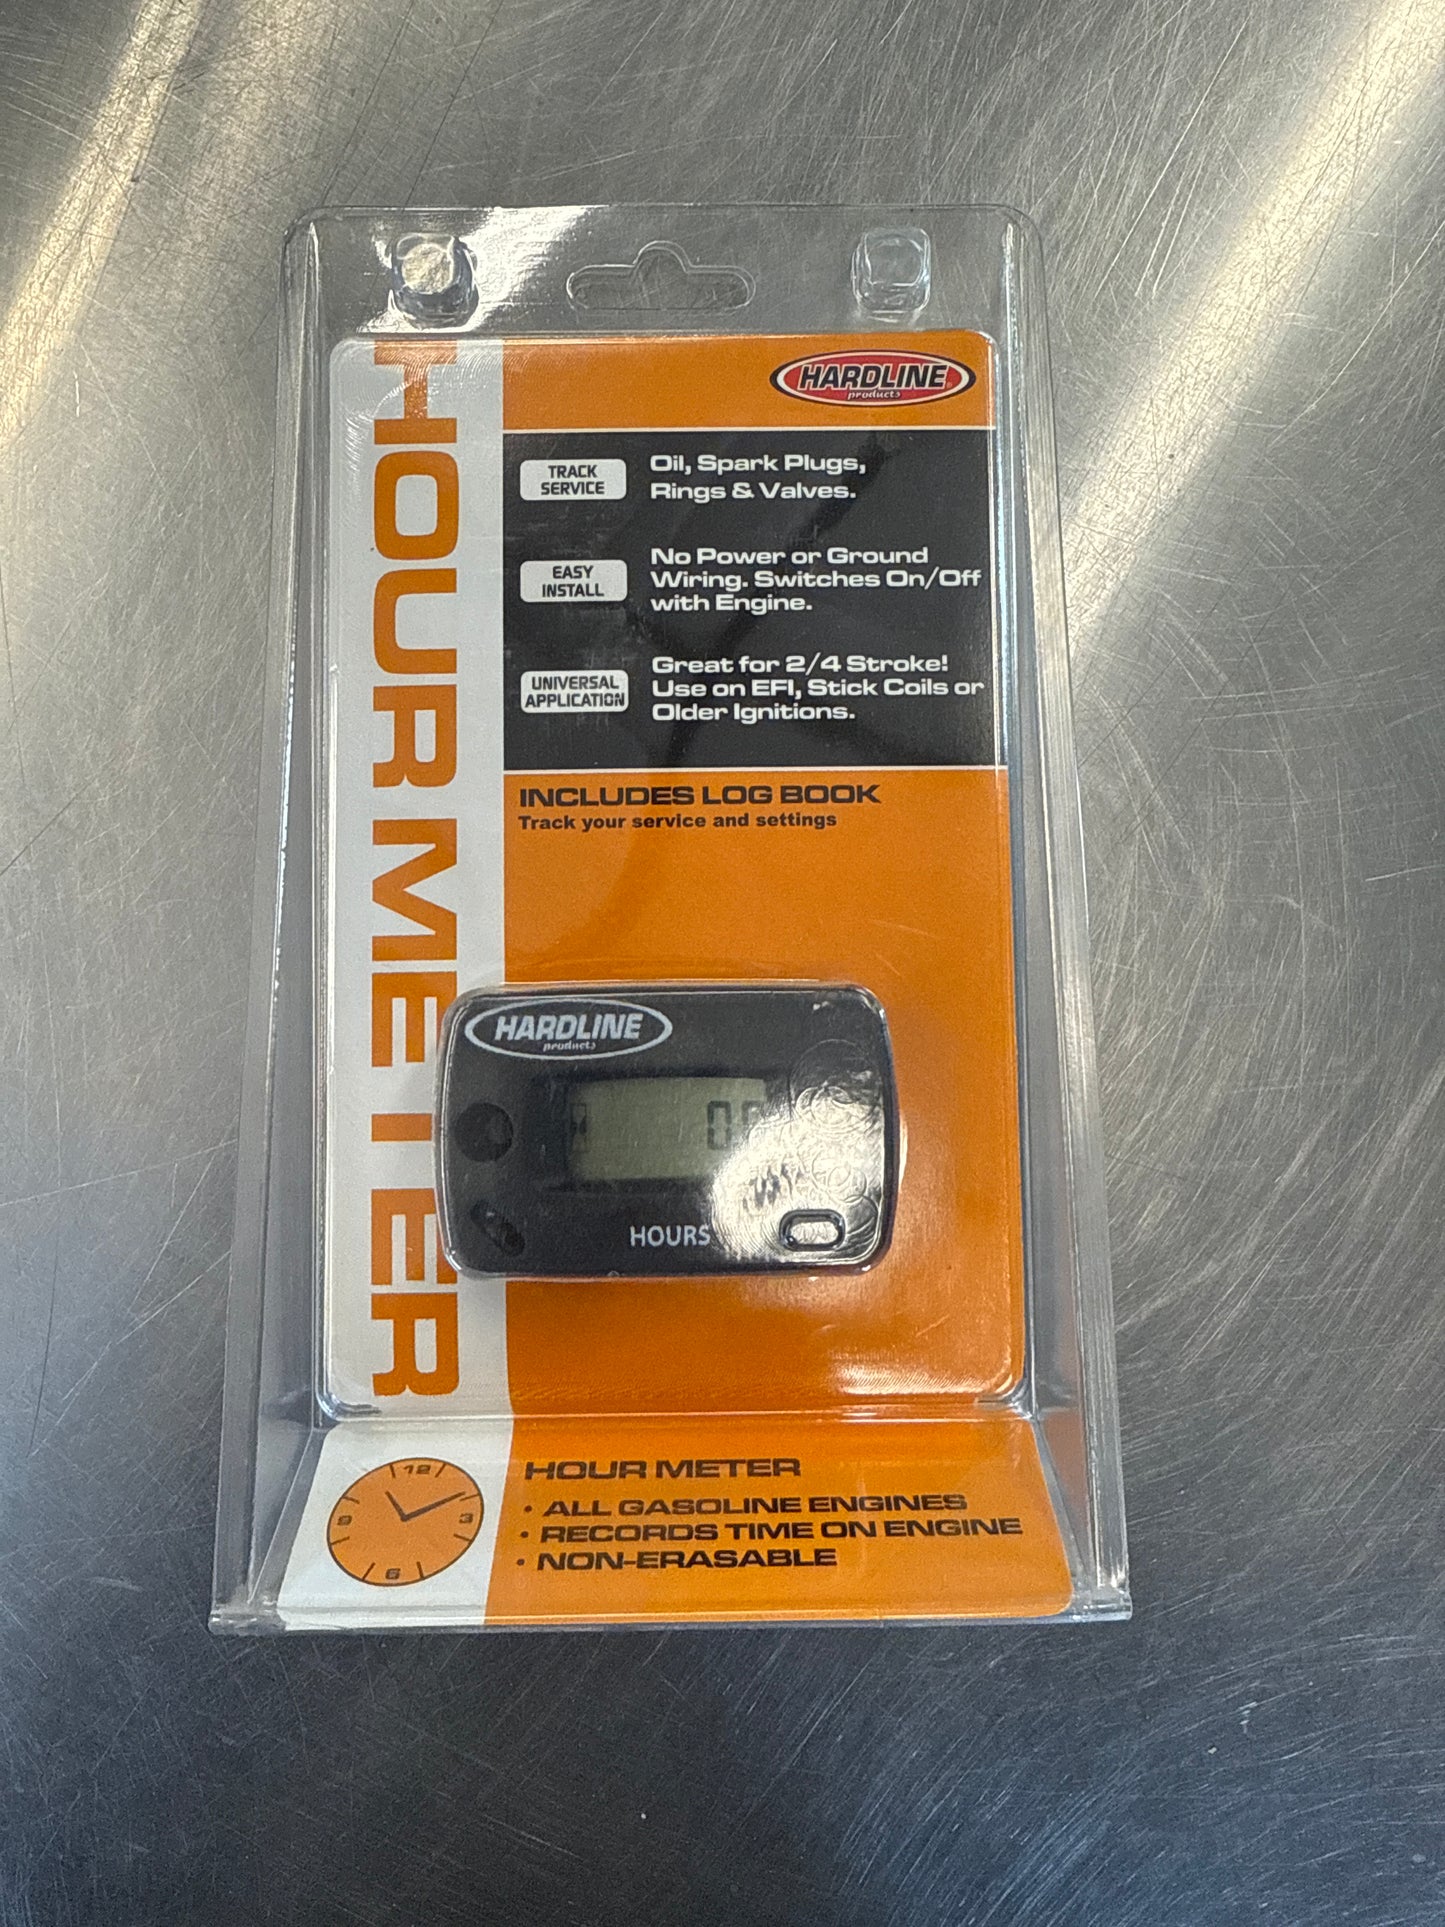 HOUR METER
HARDLINE®
products
TRACK
SERVICE
Oil, Spark Plugs,
Rings & Valves.
EASY
INSTALL
No Power or Ground
Wiring. Switches On/Off
with Engine.
UNIVERSAL
APPLICATION
Great for 2/4 Stroke!
Use on EFI, Stick Coils or
Older Ignitions.
INCLUDES LOG BOOK
Track your service and settings
HARDLINE
products
HOURS
12
9
3
6
HOUR METER
• ALL GASOLINE ENGINES
• RECORDS TIME ON ENGINE
• NON-ERASABLE